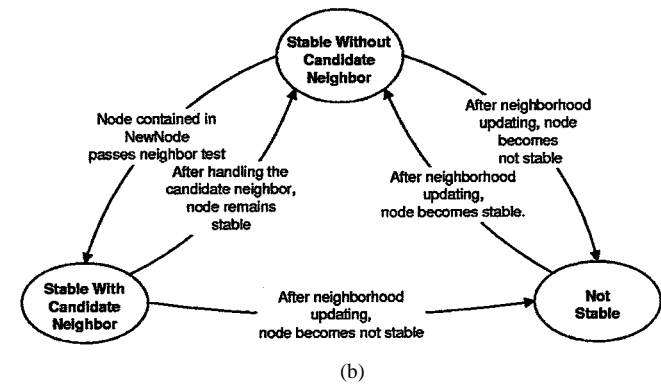 Stable Without
Candidate
Neighbor
Node contained in
NewNode
passes neighbor test
After neighborhood
updating, node
becomes
not stable
After handling the
candidate neighbor,
node remains
stable
After neighborhood
updating,
node becomes stable.
Stable With
Candidate
Neighbor
After neighborhood
updating,
node becomes not stable
Not
Stable
(b)